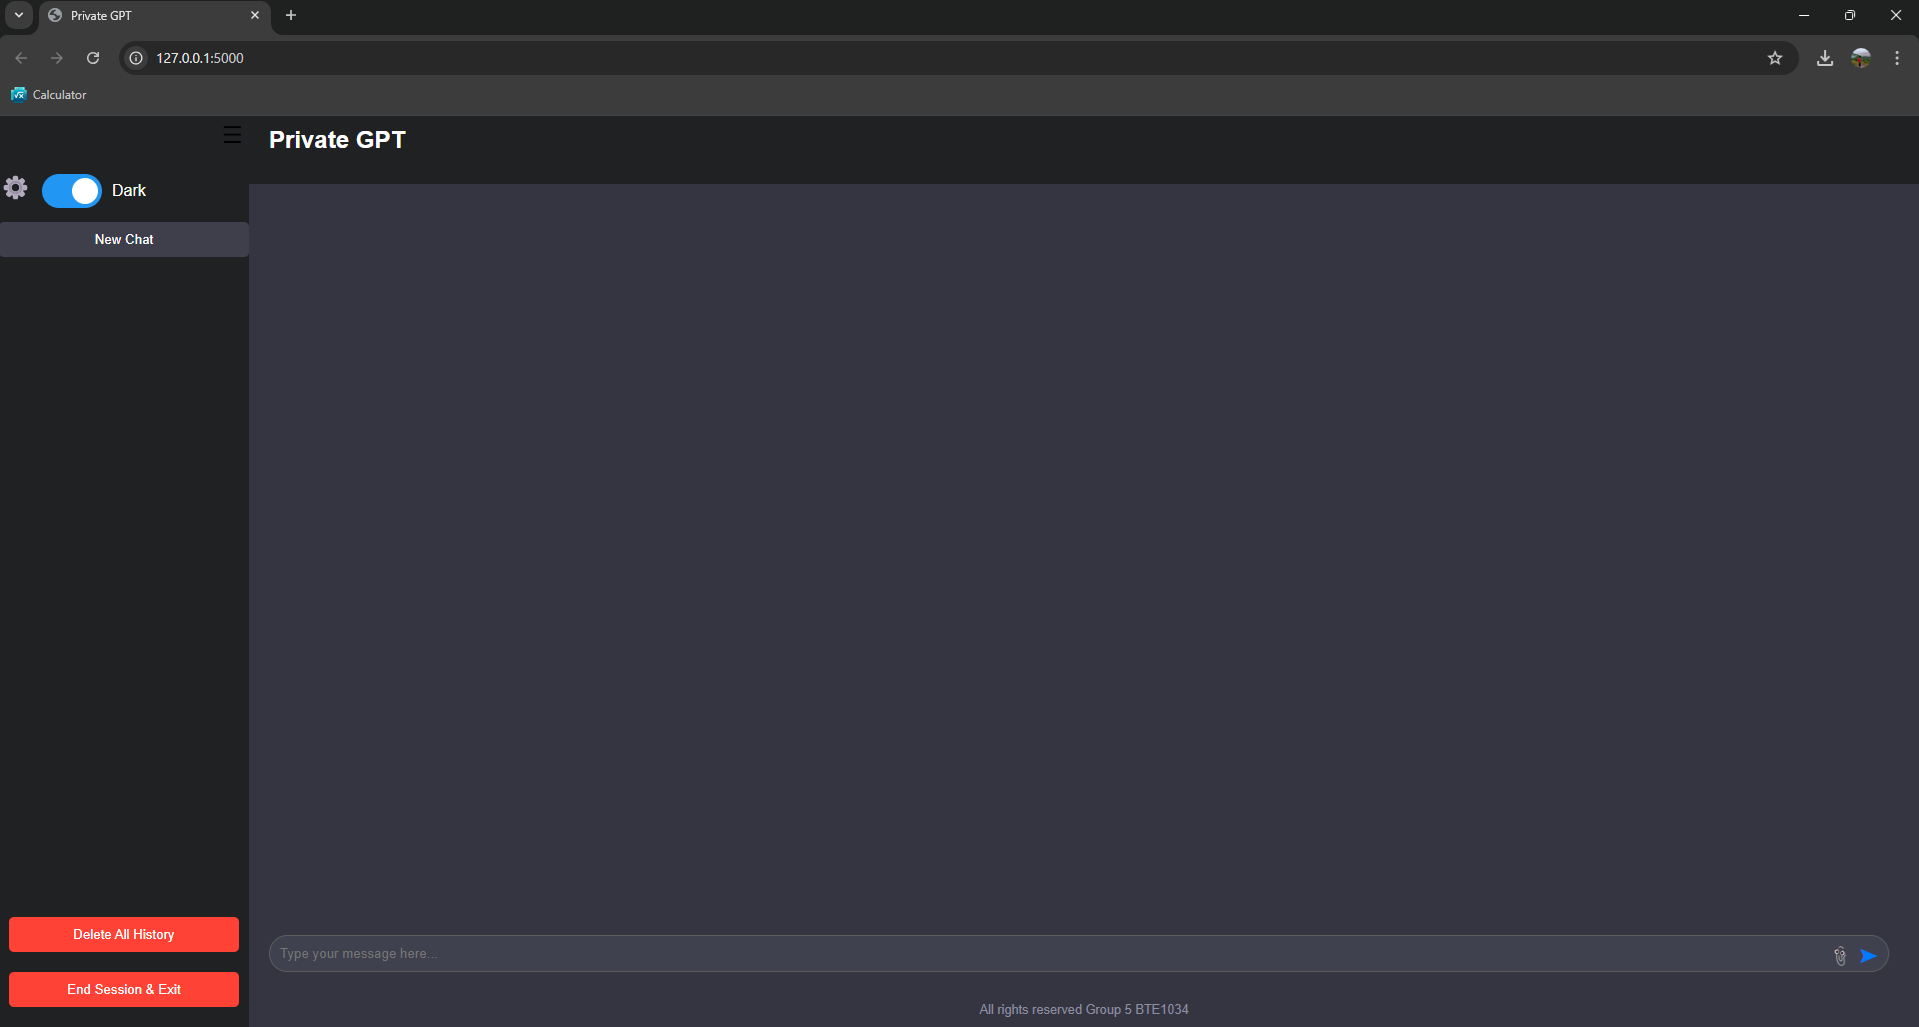 Private GPT
127.0.0.1:5000
Calculator
Private GPT
Dark
New Chat
Delete All History
End Session & Exit
Type your message here...
All rights reserved Group 5 BTE1034